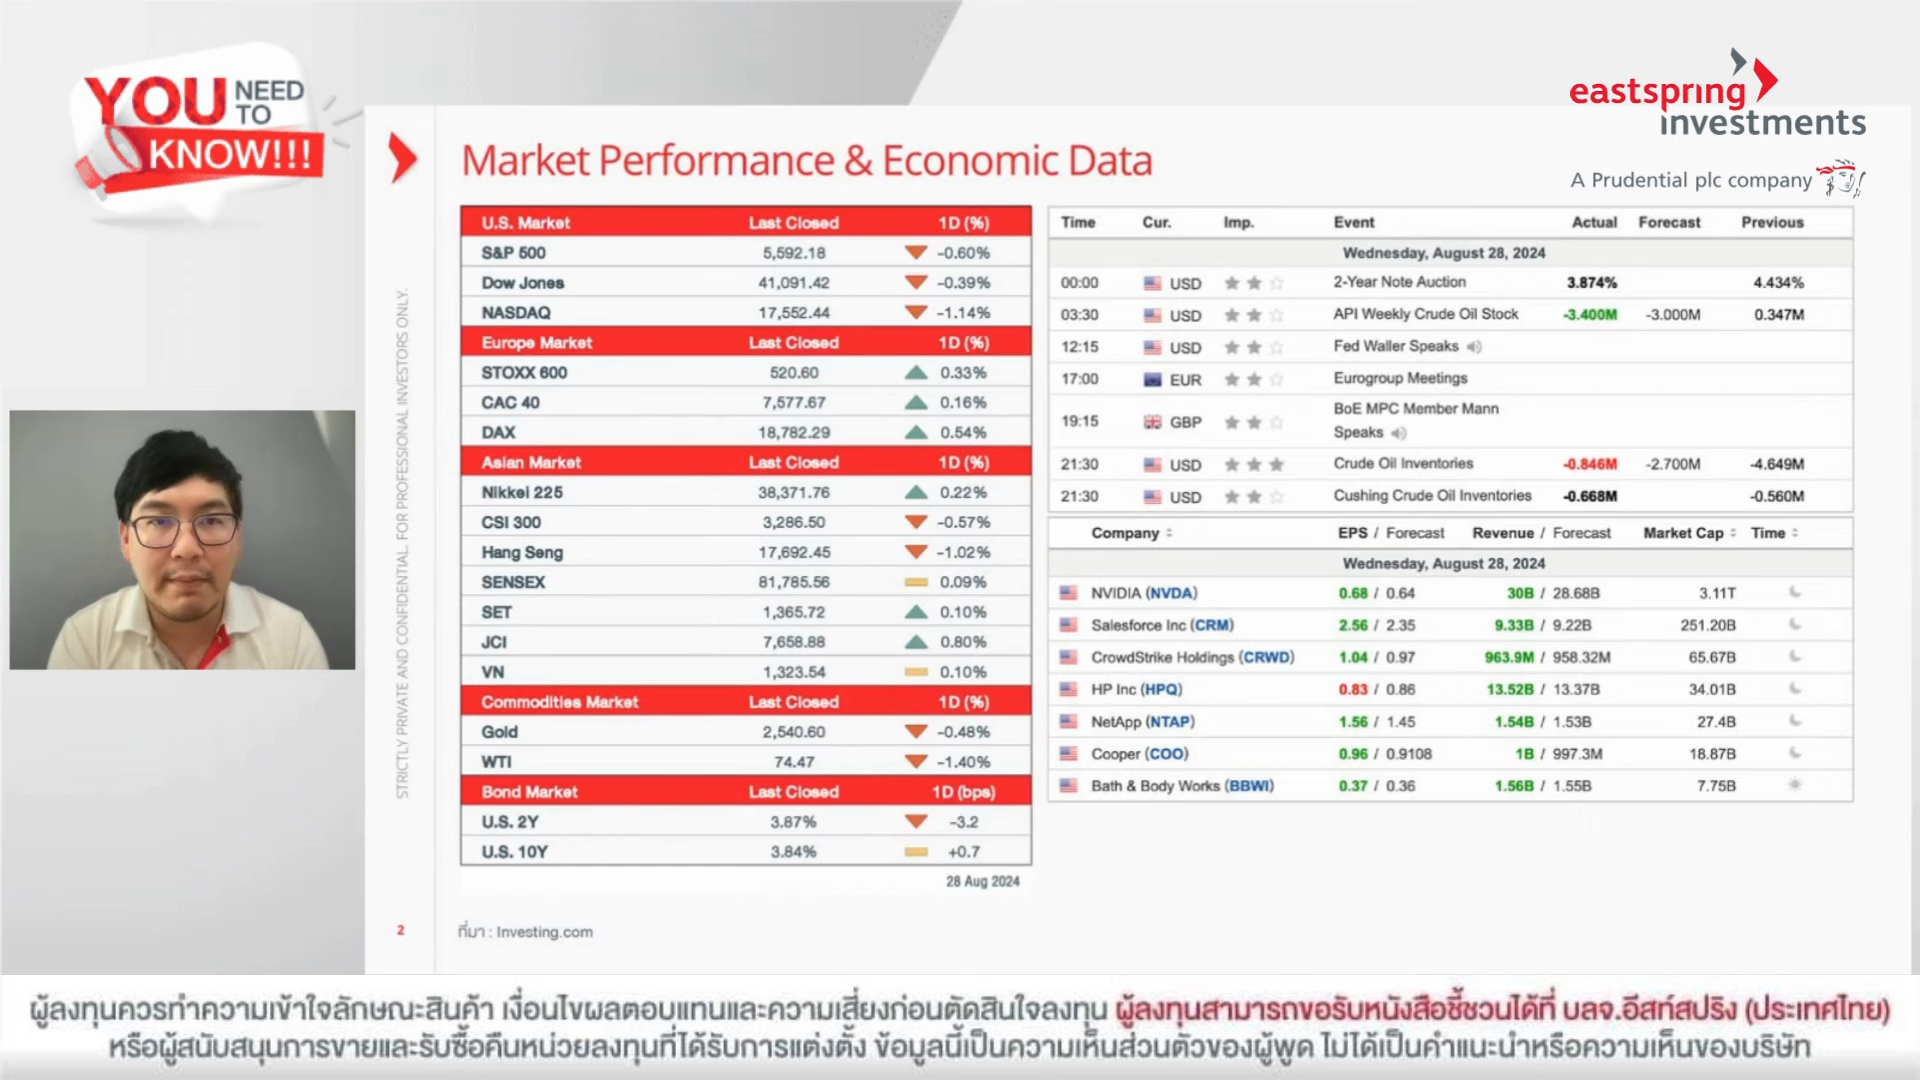 YOU NEED
TO
KNOW!!!
eastspring
investments
A Prudential plc company
STRICTLY PRIVATE AND CONFIDENTIAL. FOR PROFESSIONAL INVESTORS ONLY.
Market Performance & Economic Data
U.S. Market Last Closed 1D (%)
S&P 500 5,592.18 -0.60%
Dow Jones 41,091.42 -0.39%
NASDAQ 17,552.44 -1.14%
Europe Market Last Closed 1D (%)
STOXX 600 520.60 0.33%
CAC 40 7,577.67 0.16%
DAX 18,782.29 0.54%
Asian Market Last Closed 1D (%)
Nikkei 225 38,371.76 0.22%
CSI 300 3,286.50 -0.57%
Hang Seng 17,692.45 -1.02%
SENSEX 81,785.56 0.09%
SET 1,365.72 0.10%
JCI 7,658.88 0.80%
VN 1,323.54 0.10%
Commodities Market Last Closed 1D (%)
Gold 2,540.60 -0.48%
WTI 74.47 -1.40%
Bond Market Last Closed 1D (bps)
U.S. 2Y 3.87% -3.2
U.S. 10Y 3.84% +0.7
28 Aug 2024
Time Cur. Imp. Event Actual Forecast Previous
Wednesday, August 28, 2024
00:00 USD 2-Year Note Auction 3.874% 4.434%
03:30 USD API Weekly Crude Oil Stock -3.400M -3.000M 0.347M
12:15 USD Fed Waller Speaks
17:00 EUR Eurogroup Meetings
19:15 GBP BoE MPC Member Mann
Speaks
21:30 USD Crude Oil Inventories -0.846M -2.700M -4.649M
21:30 USD Cushing Crude Oil Inventories -0.668M -0.560M
Company EPS / Forecast Revenue / Forecast Market Cap Time
Wednesday, August 28, 2024
NVIDIA (NVDA) 0.68 / 0.64 30B / 28.68B 3.11T
Salesforce Inc (CRM) 2.56 / 2.35 9.33B / 9.22B 251.20B
CrowdStrike Holdings (CRWD) 1.04 / 0.97 963.9M / 958.32M 65.67B
HP Inc (HPQ) 0.83 / 0.86 13.52B / 13.37B 34.01B
NetApp (NTAP) 1.56 / 1.45 1.54B / 1.53B 27.4B
Cooper (COO) 0.96 / 0.9108 1B / 997.3M 18.87B
Bath & Body Works (BBWI) 0.37 / 0.36 1.56B / 1.55B 7.75B
2 ที่มา : Investing.com
ผู้ลงทุนควรทำความเข้าใจลักษณะสินค้า เงื่อนไขผลตอบแทนและความเสี่ยงก่อนตัดสินใจลงทุน ผู้ลงทุนสามารถขอรับหนังสือชี้ชวนได้ที่ บลจ.อีสท์สปริง (ประเทศไทย)
หรือผู้สนับสนุนการขายและรับซื้อคืนหน่วยลงทุนที่ได้รับการแต่งตั้ง ข้อมูลนี้เป็นความเห็นส่วนตัวของผู้พูด ไม่ได้เป็นคำแนะนำหรือความเห็นของบริษัท